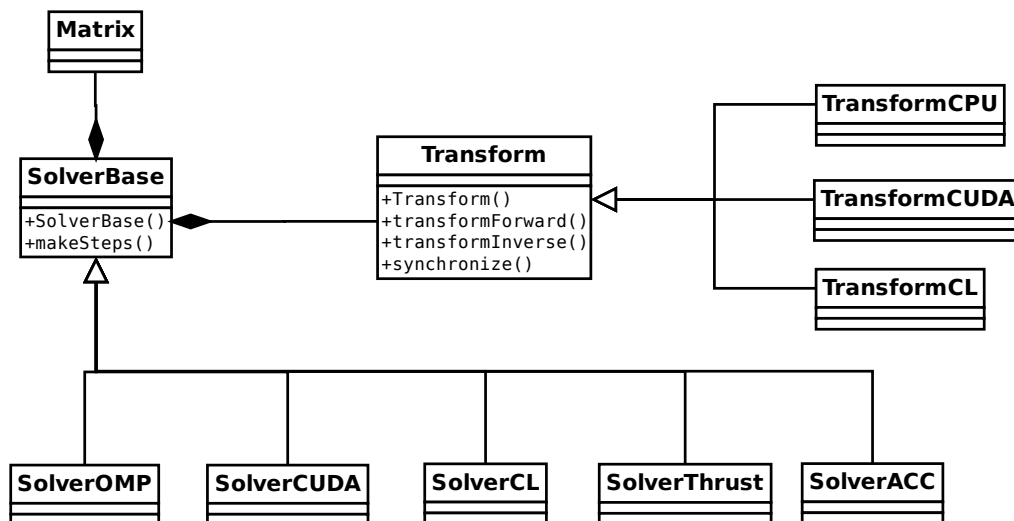 Matrix
SolverBase
+SolverBase()
+makeSteps()
Transform
+Transform()
+transformForward()
+transformInverse()
+synchronize()
TransformCPU
TransformCUDA
TransformCL
SolverOMP
SolverCUDA
SolverCL
SolverThrust
SolverACC